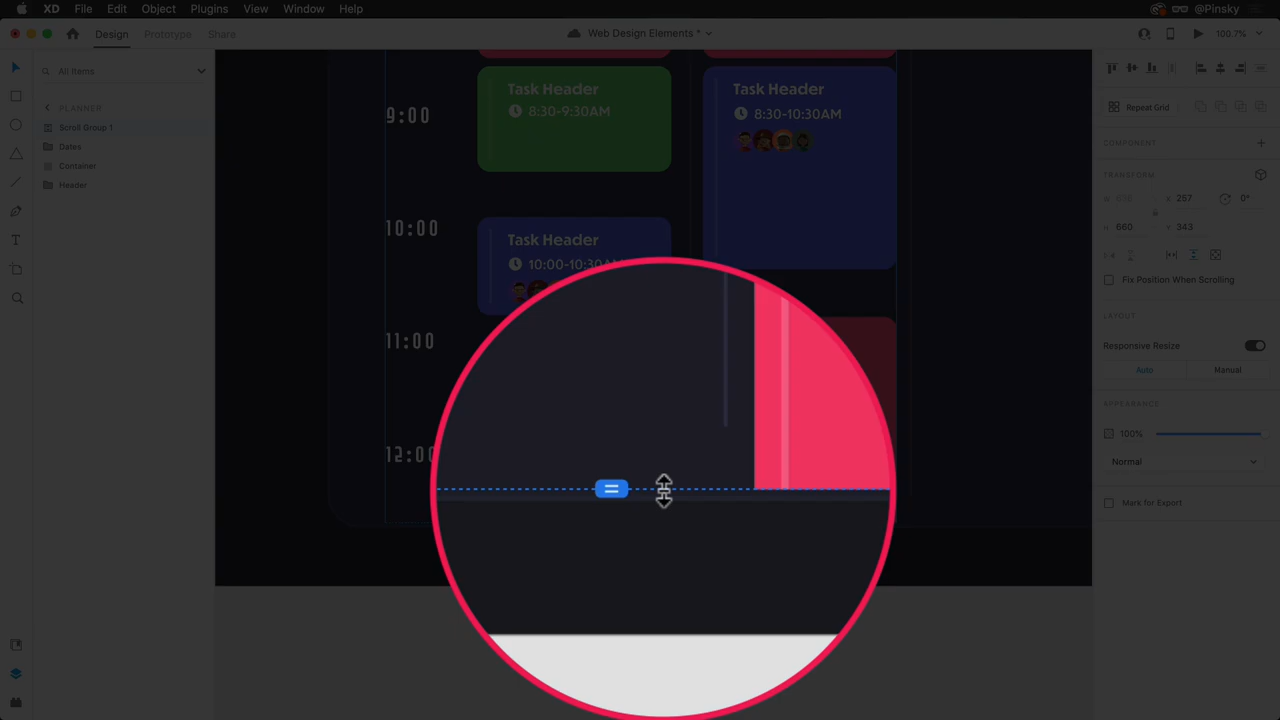 XD File Edit Object Plugins View Window Help @Pinsky
Design Prototype Share Web Design Elements * 100.7%
All Items
PLANNER
Scroll Group 1
Dates
Container
Header
9:00
10:00
11:00
12:00
Task Header
8:30-9:30AM
Task Header
10:00-10:30AM
Task Header
8:30-10:30AM
Repeat Grid
COMPONENT
TRANSFORM
X 267 0°
H 660 Y 343
Fix Position When Scrolling
LAYOUT
Responsive Resize
Auto Manual
APPEARANCE
100%
Normal
Mark for Export